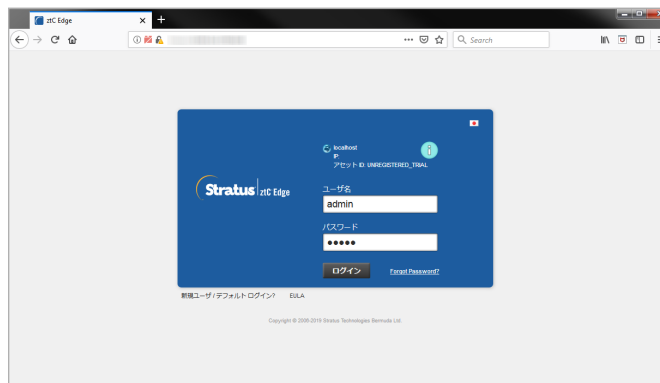 ztC Edge
Search
localhost
IP:
アセット ID: UNREGISTERED_TRIAL
Stratus ztC Edge
ユーザ名
admin
パスワード
ログイン
Forgot Password?
新規ユーザ / デフォルト ログイン?
EULA
Copyright © 2008-2019 Stratus Technologies Bermuda Ltd.